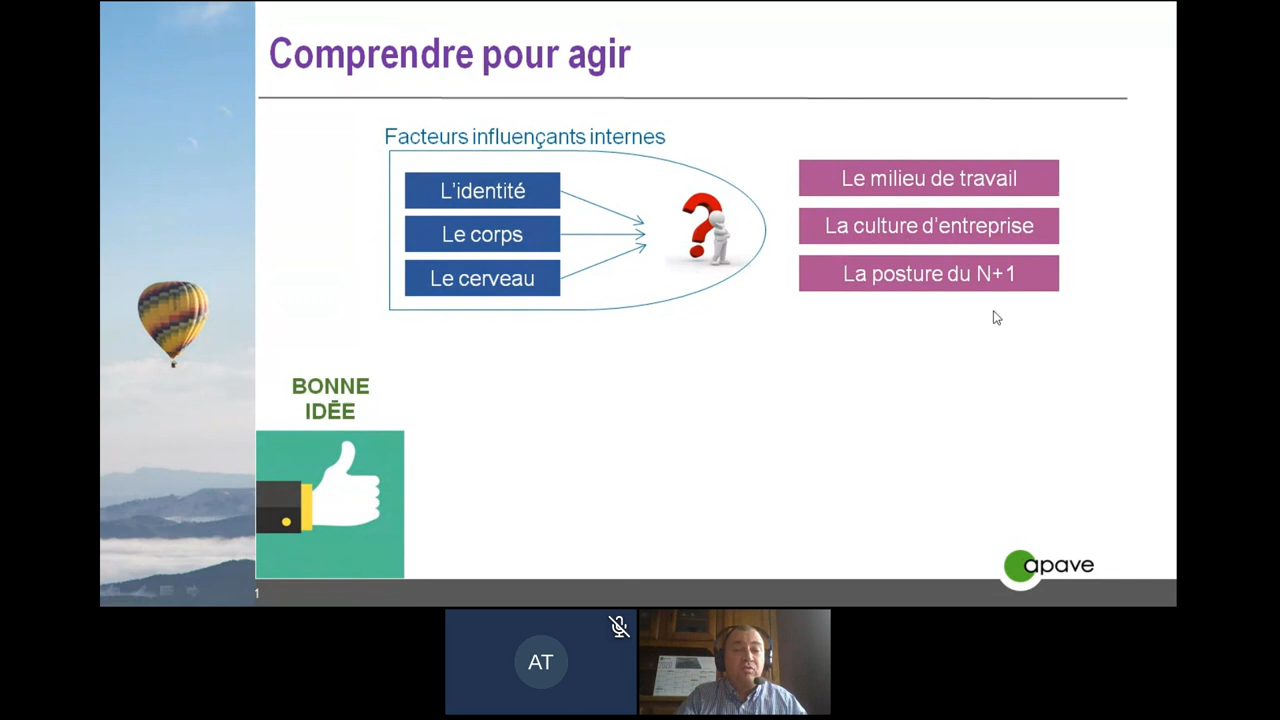 Comprendre pour agir
Facteurs influençants internes
L'identité
Le corps
Le cerveau
Le milieu de travail
La culture d'entreprise
La posture du N+1
BONNE
IDĒE
apave
1
AT